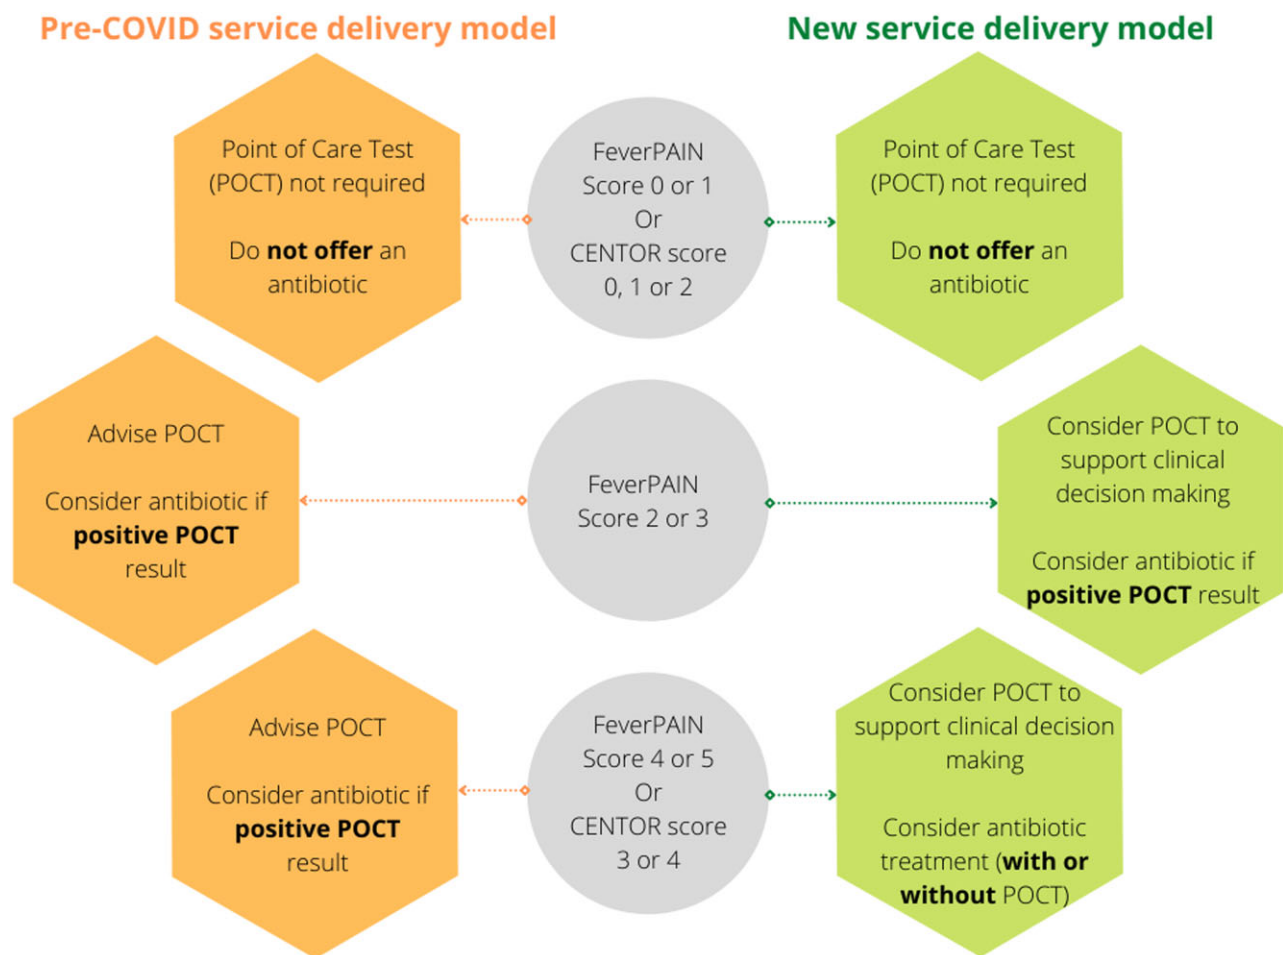 Pre-COVID service delivery model
New service delivery model
Point of Care Test
(POCT) not required
Do not offer an
antibiotic
FeverPAIN
Score 0 or 1
Or
CENTOR score
0, 1 or 2
Point of Care Test
(POCT) not required
Do not offer an
antibiotic
Advise POCT
Consider antibiotic if
positive POCT
result
FeverPAIN
Score 2 or 3
Consider POCT to
support clinical
decision making
Consider antibiotic if
positive POCT result
Advise POCT
Consider antibiotic if
positive POCT
result
FeverPAIN
Score 4 or 5
Or
CENTOR score
3 or 4
Consider POCT to
support clinical decision
making
Consider antibiotic
treatment (with or
without POCT)